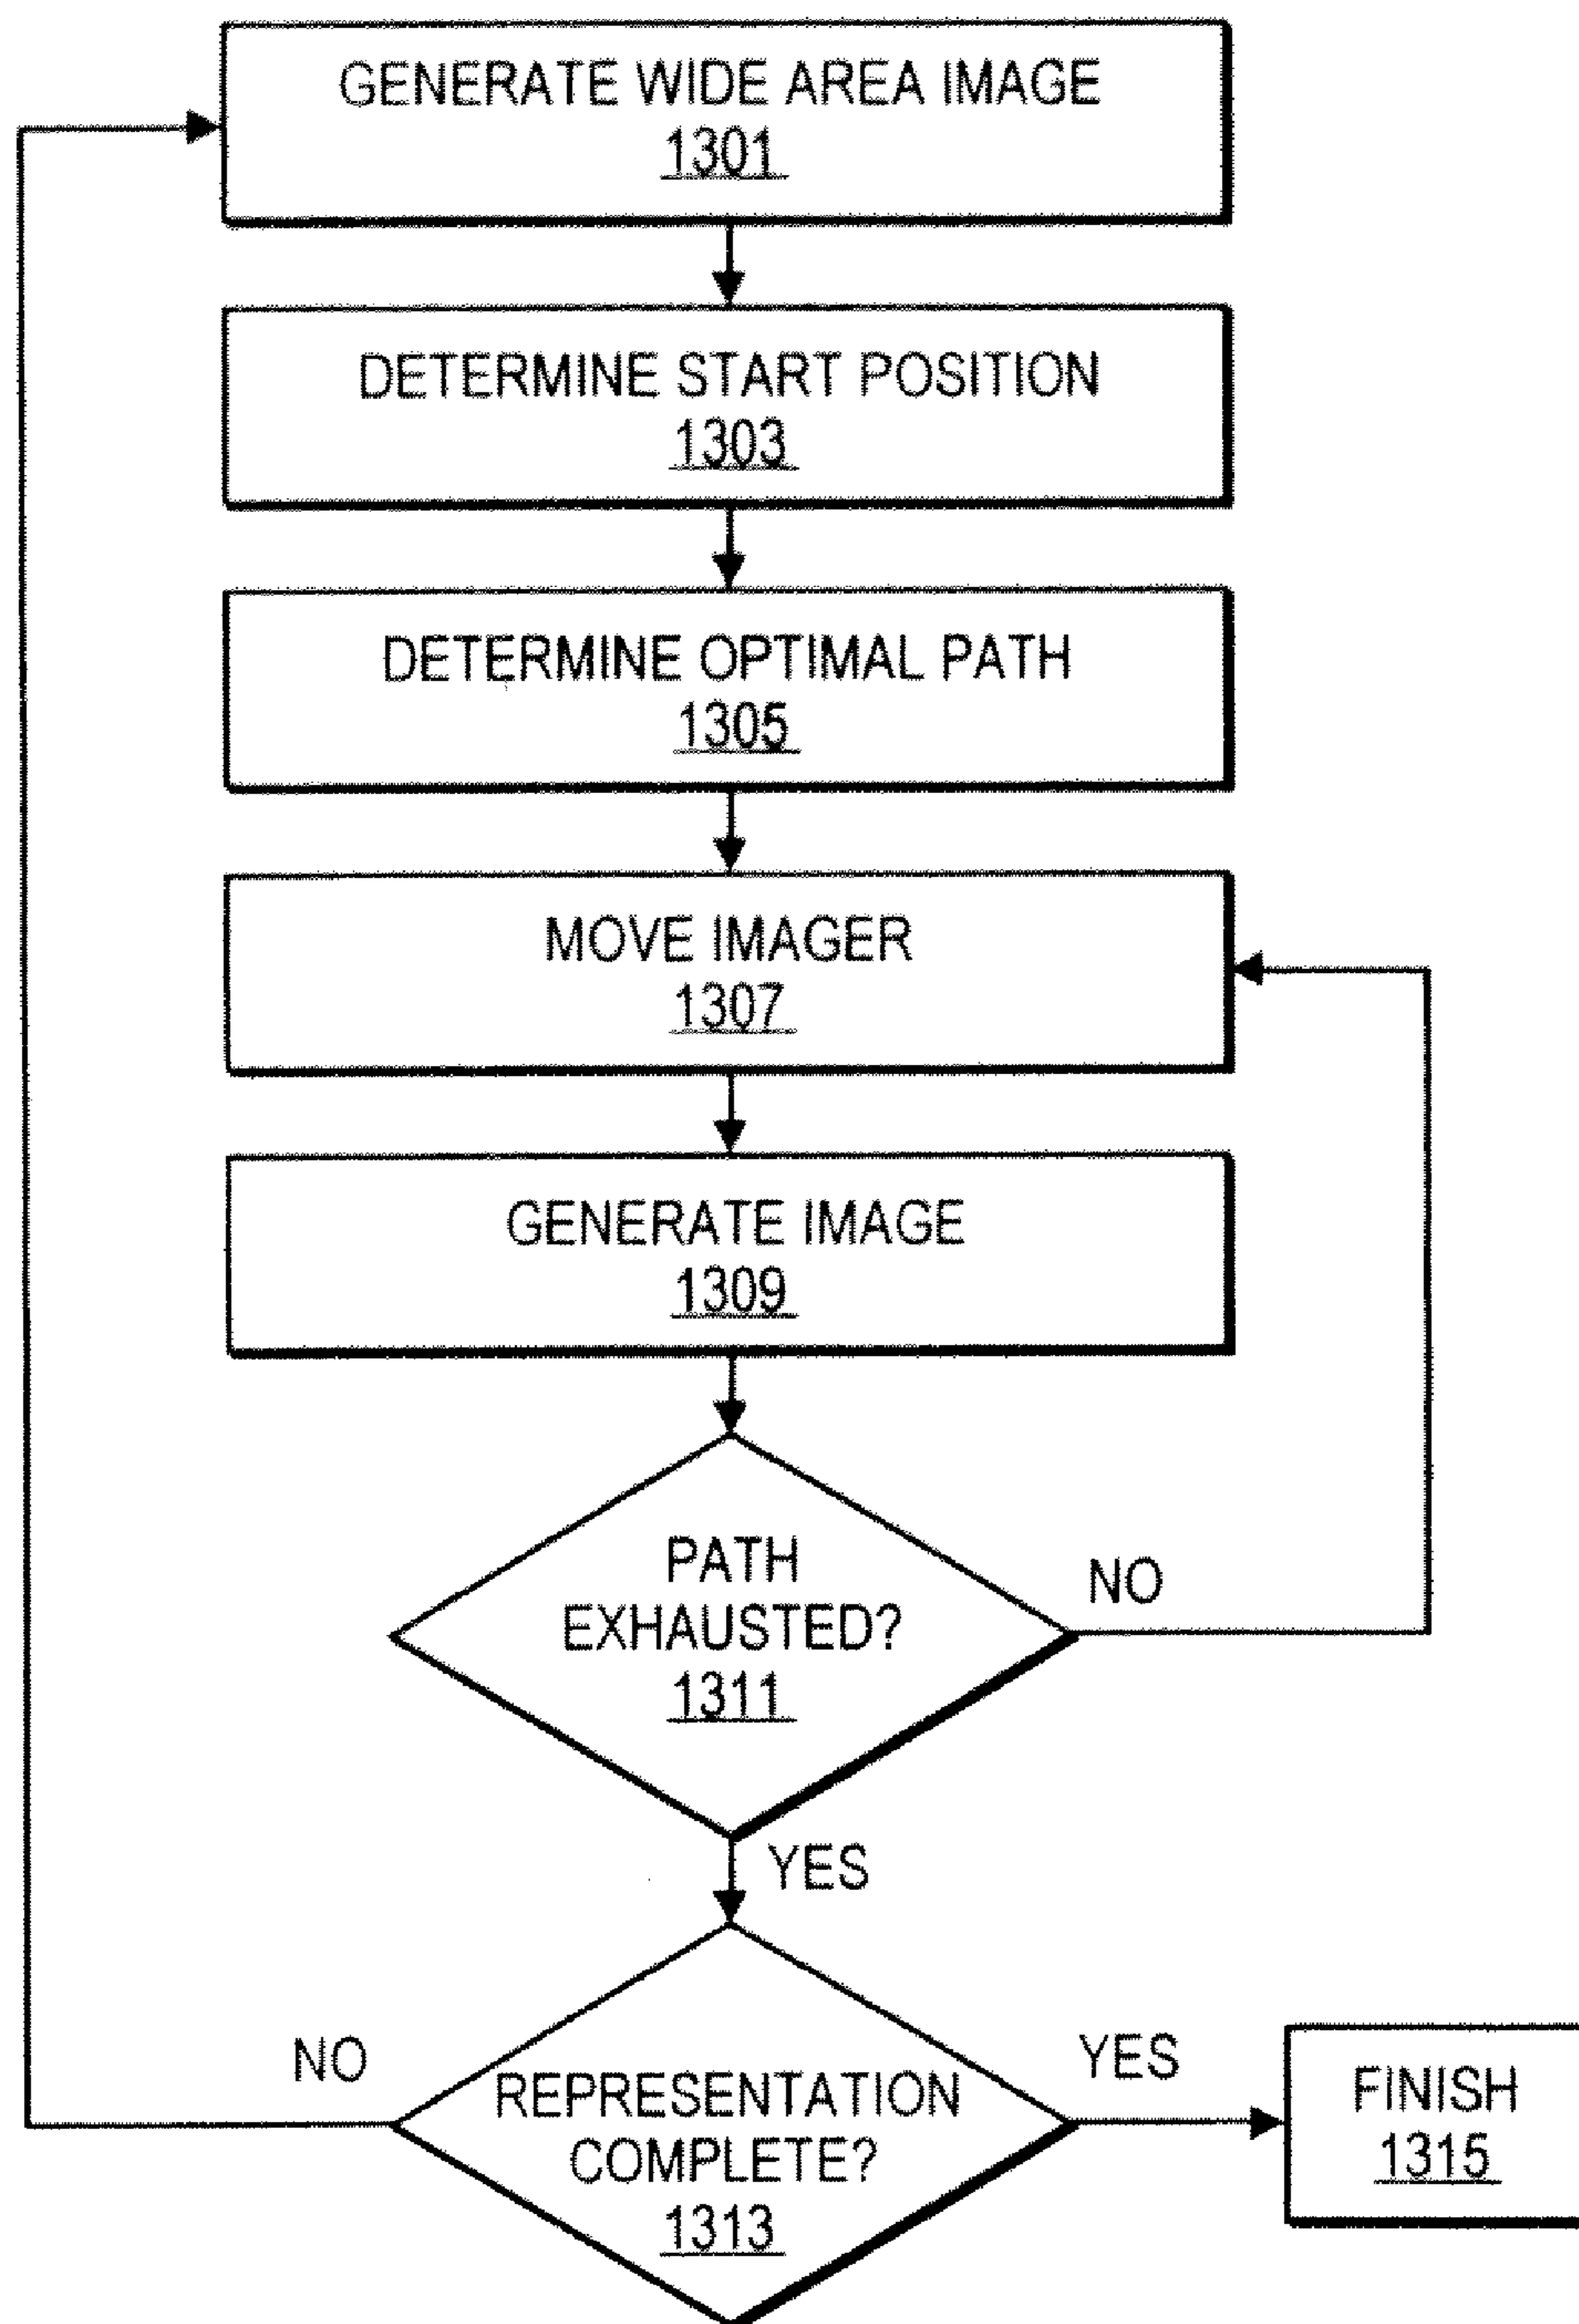 GENERATE WIDE AREA IMAGE
1301
DETERMINE START POSITION
1303
DETERMINE OPTIMAL PATH
1305
MOVE IMAGER
1307
GENERATE IMAGE
1309
PATH
EXHAUSTED?
1311
NO
YES
REPRESENTATION
COMPLETE?
1313
NO
YES
FINISH
1315